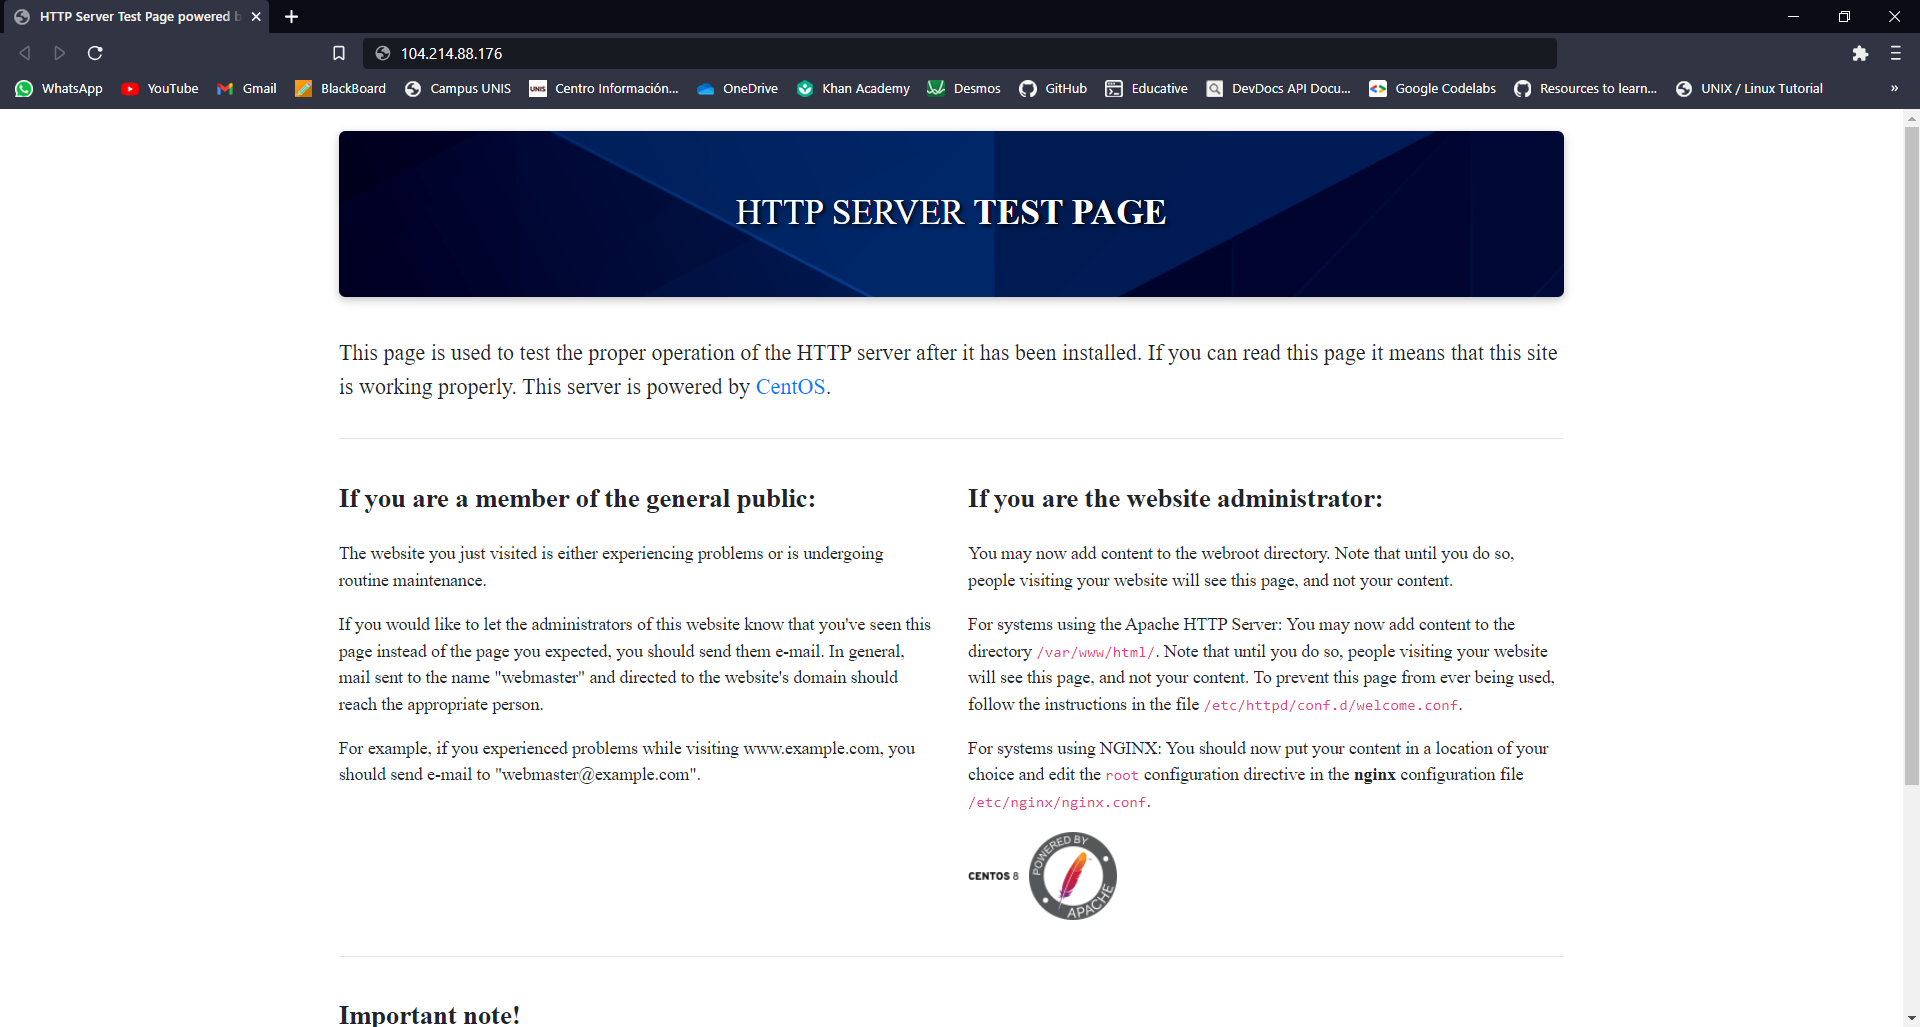 HTTP Server Test Page powered b
104.214.88.176
WhatsApp YouTube Gmail BlackBoard Campus UNIS UNIS Centro Información... OneDrive Khan Academy Desmos GitHub Educative DevDocs API Docu... Google Codelabs Resources to learn... UNIX / Linux Tutorial »
HTTP SERVER TEST PAGE
This page is used to test the proper operation of the HTTP server after it has been installed. If you can read this page it means that this site
is working properly. This server is powered by CentOS.
If you are a member of the general public:
The website you just visited is either experiencing problems or is undergoing
routine maintenance.
If you would like to let the administrators of this website know that you've seen this
page instead of the page you expected, you should send them e-mail. In general,
mail sent to the name "webmaster" and directed to the website's domain should
reach the appropriate person.
For example, if you experienced problems while visiting www.example.com, you
should send e-mail to "webmaster@example.com".
If you are the website administrator:
You may now add content to the webroot directory. Note that until you do so,
people visiting your website will see this page, and not your content.
For systems using the Apache HTTP Server: You may now add content to the
directory /var/www/html/. Note that until you do so, people visiting your website
will see this page, and not your content. To prevent this page from ever being used,
follow the instructions in the file /etc/httpd/conf.d/welcome.conf.
For systems using NGINX: You should now put your content in a location of your
choice and edit the root configuration directive in the nginx configuration file
/etc/nginx/nginx.conf.
CENTOS 8
POWERED BY
APACHE
Important note!